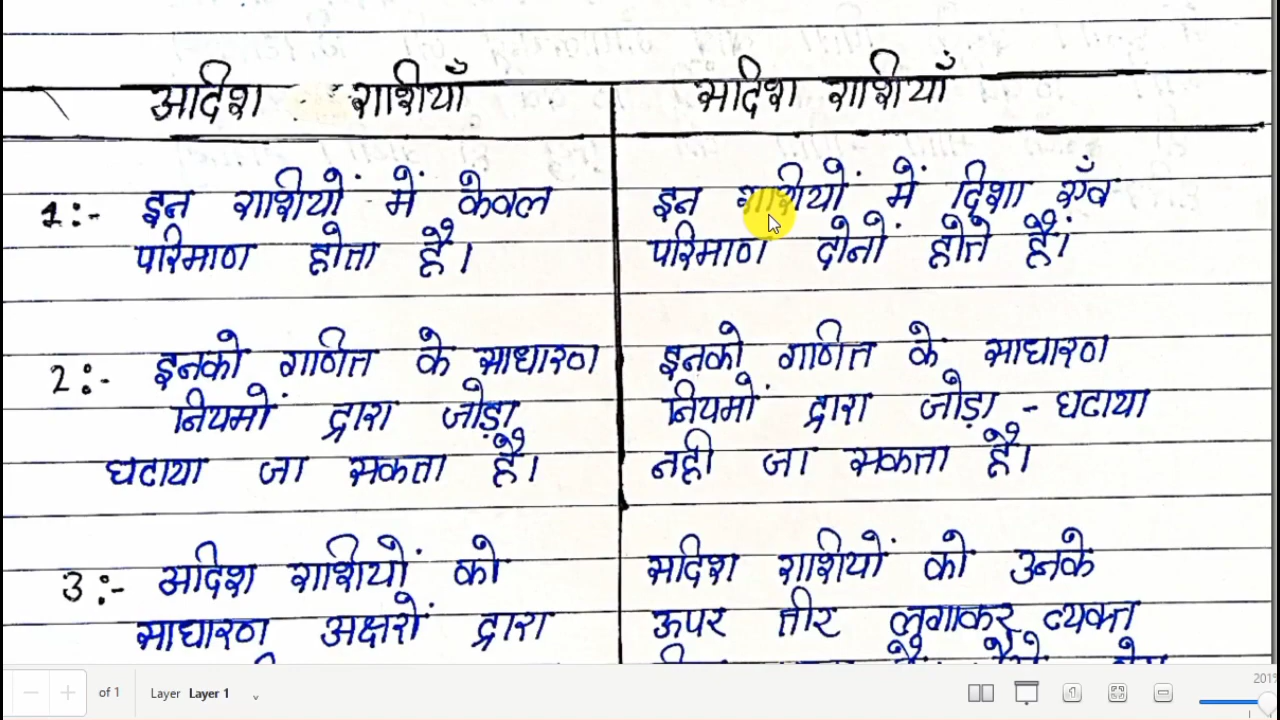 अदिश राशियाँ
सदिश राशियाँ
1:- इन राशियों में केवल
परिमाण होता है।
इन राशियों में दिशा एँव
परिमाण दोनों होते हैं।
2:- इनको गणित के साधारण
नियमों द्वारा जोड़ा
घटाया जा सकता है।
इनको गणित के साधारण
नियमों द्वारा जोड़ा - घटाया
नही जा सकता है।
3:- अदिश राशियों को
साधारण अक्षरों द्वारा
सदिश राशियों को उनके
ऊपर तीर लगाकर व्यक्त
of 1 Layer Layer 1
201%